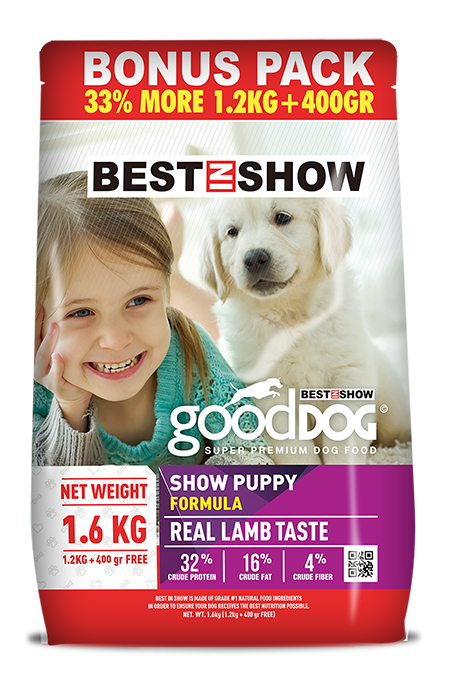 BONUS PACK
33% MORE 1.2KG+400GR
BEST IN SHOW
BEST IN SHOW
goodDOG©
SUPER PREMIUM DOG FOOD
NET WEIGHT
1.6 KG
1.2KG + 400 gr FREE
SHOW PUPPY
FORMULA
REAL LAMB TASTE
32% 16% 4%
CRUDE PROTEIN CRUDE FAT CRUDE FIBER
BEST IN SHOW IS MADE OF GRADE #1 NATURAL FOOD INGREDIENTS
IN ORDER TO ENSURE YOUR DOG RECEIVES THE BEST NUTRITION POSSIBLE.
NET WT. 1.6kg (1.2kg + 400 gr FREE)